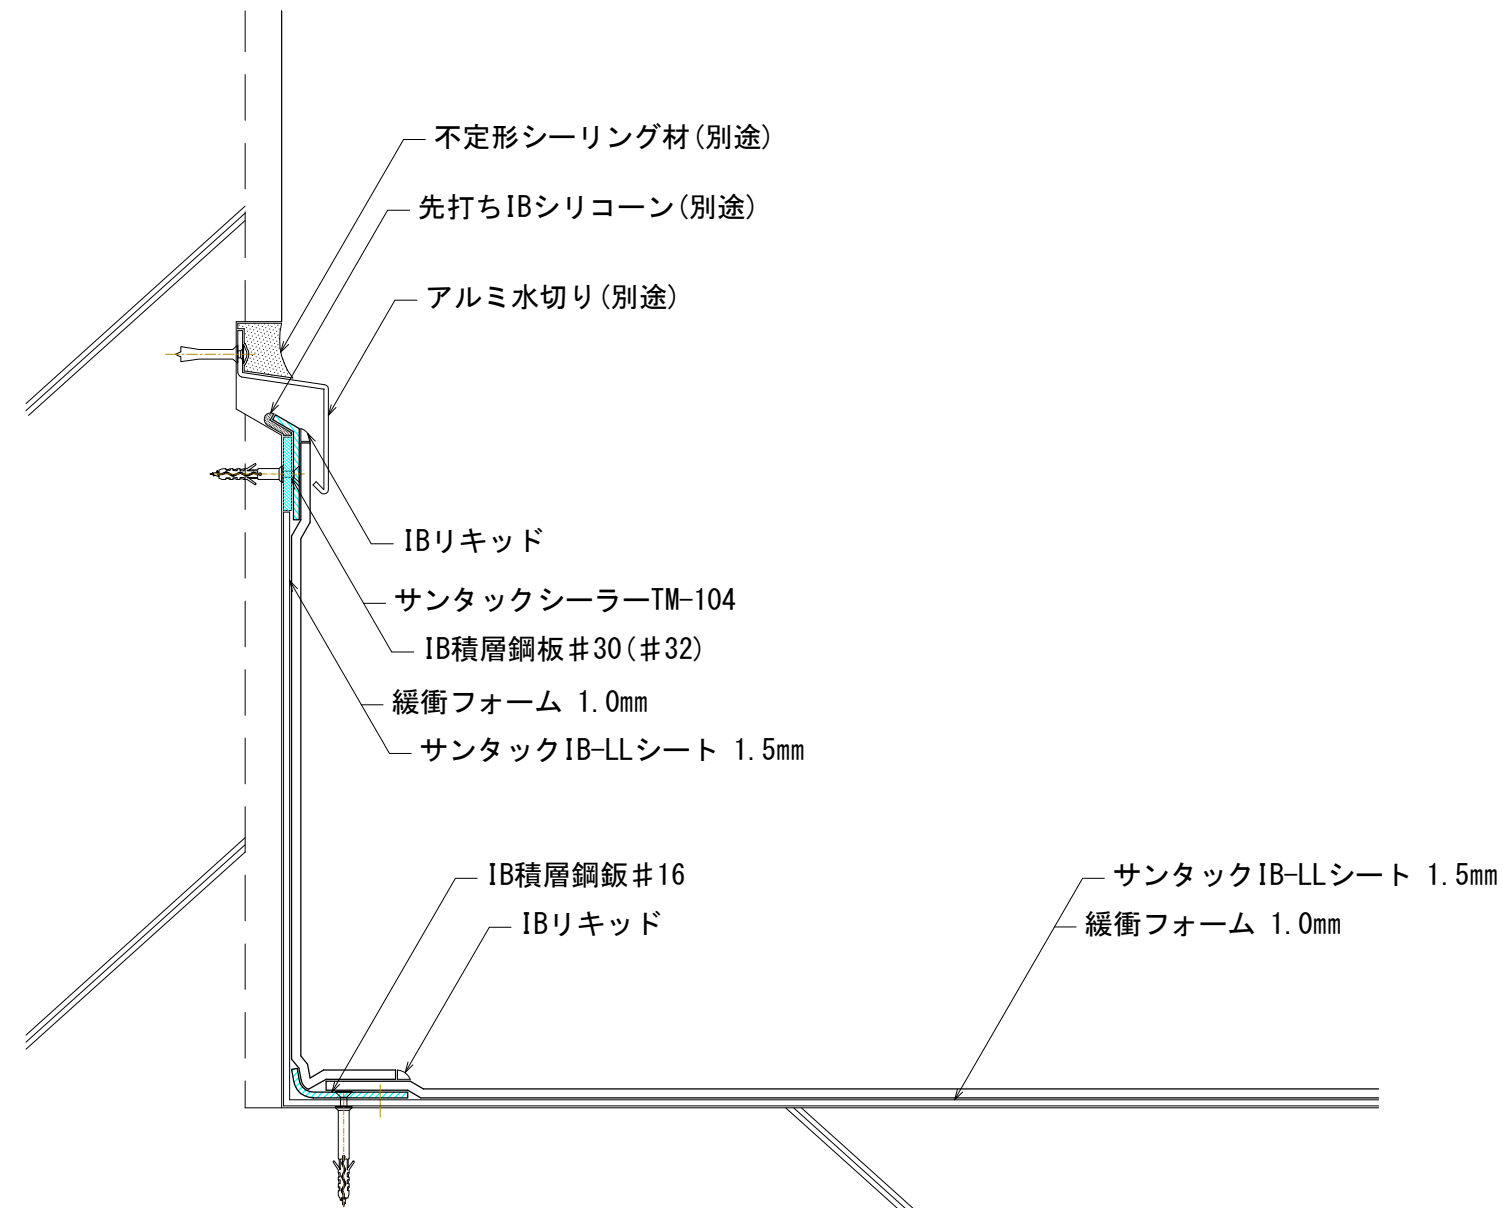 不定形シーリング材(別途)
先打ちIBシリコーン(別途)
アルミ水切り(別途)
IBリキッド
サンタックシーラーTM-104
IB積層鋼板♯30(♯32)
緩衝フォーム 1.0mm
サンタックIB-LLシート 1.5mm
IB積層鋼鈑♯16
IBリキッド
サンタックIB-LLシート 1.5mm
緩衝フォーム 1.0mm